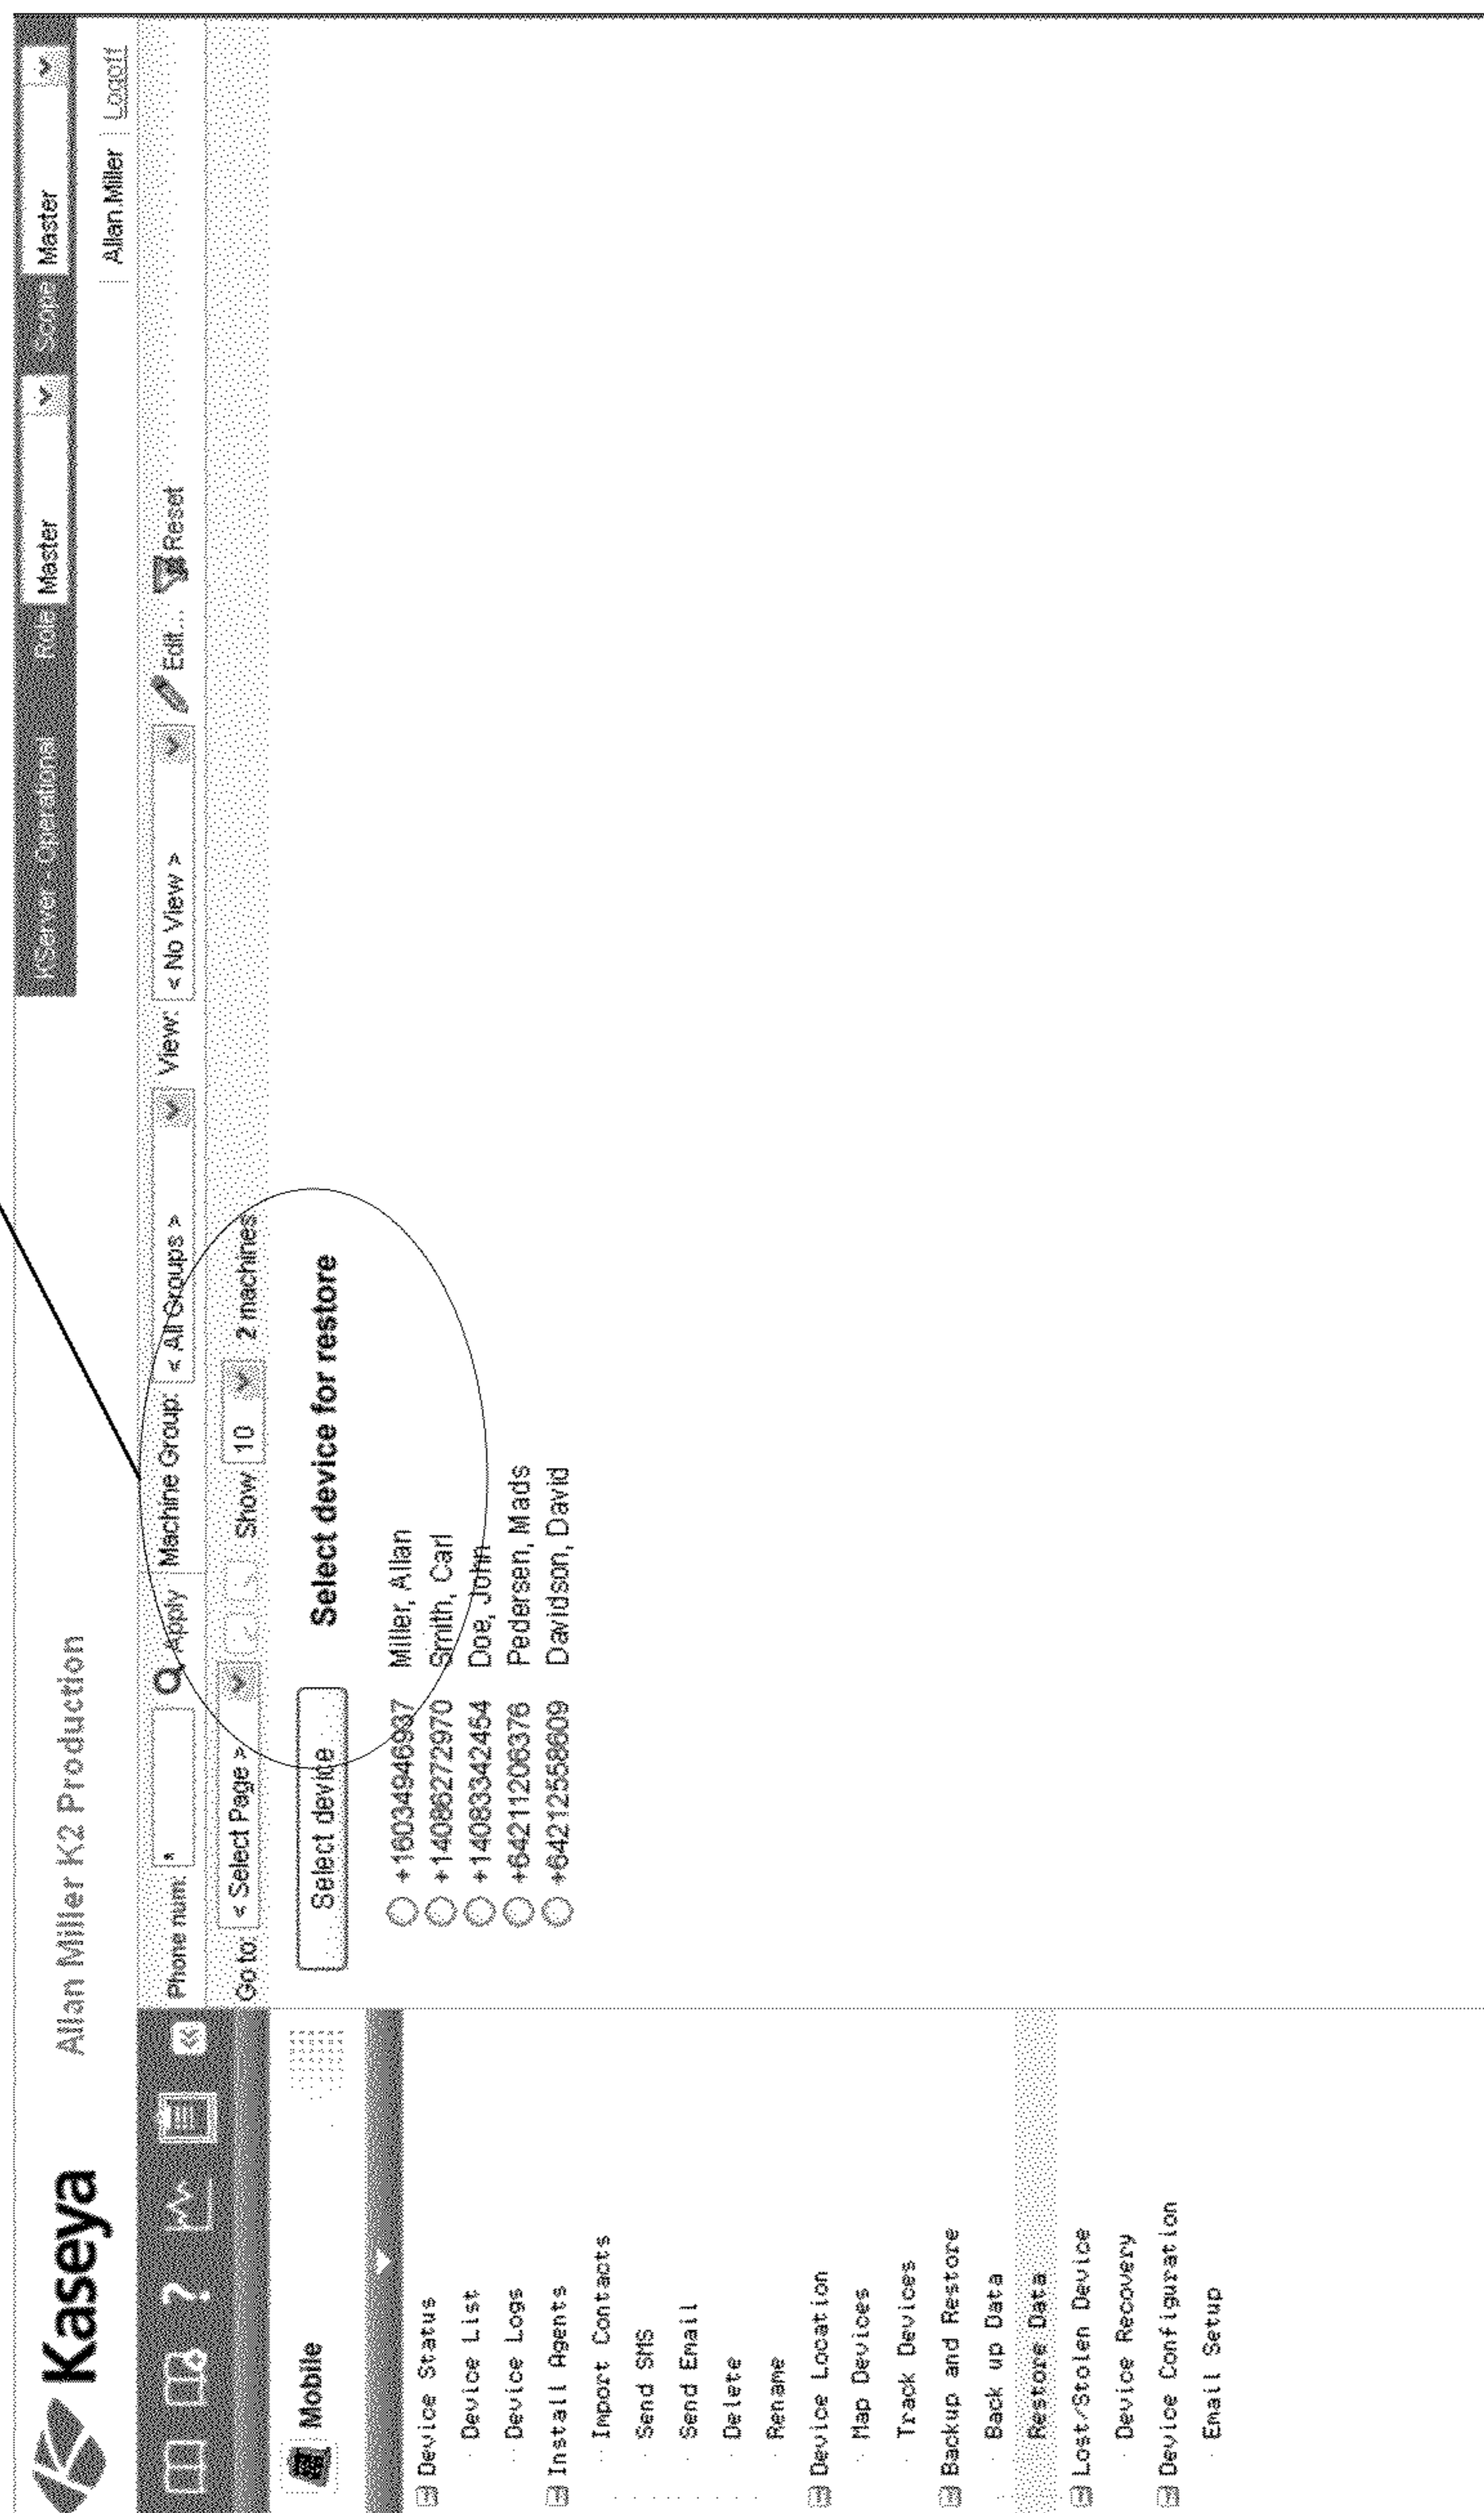 KServer - Operational Role Master Scope Master
Kaseya Allan Miller K2 Production
Allan.Miller Logoff
Phone num: * Apply Machine Group: < All Groups > View: < No View > Edit... Reset
Go to: < Select Page > Show 10 2 machines
Mobile
Select device Select device for restore
Device Status
Device List
Device Logs
Install Agents
Import Contacts
Send SMS
Send Email
Delete
Rename
Device Location
Map Devices
Track Devices
Backup and Restore
Back up Data
Restore Data
Lost/Stolen Device
Device Recovery
Device Configuration
Email Setup
+16034946937 Miller, Allan
+14086272970 Smith, Carl
+14083342454 Doe, John
+6421206376 Pedersen, Mads
+64212558609 Davidson, David